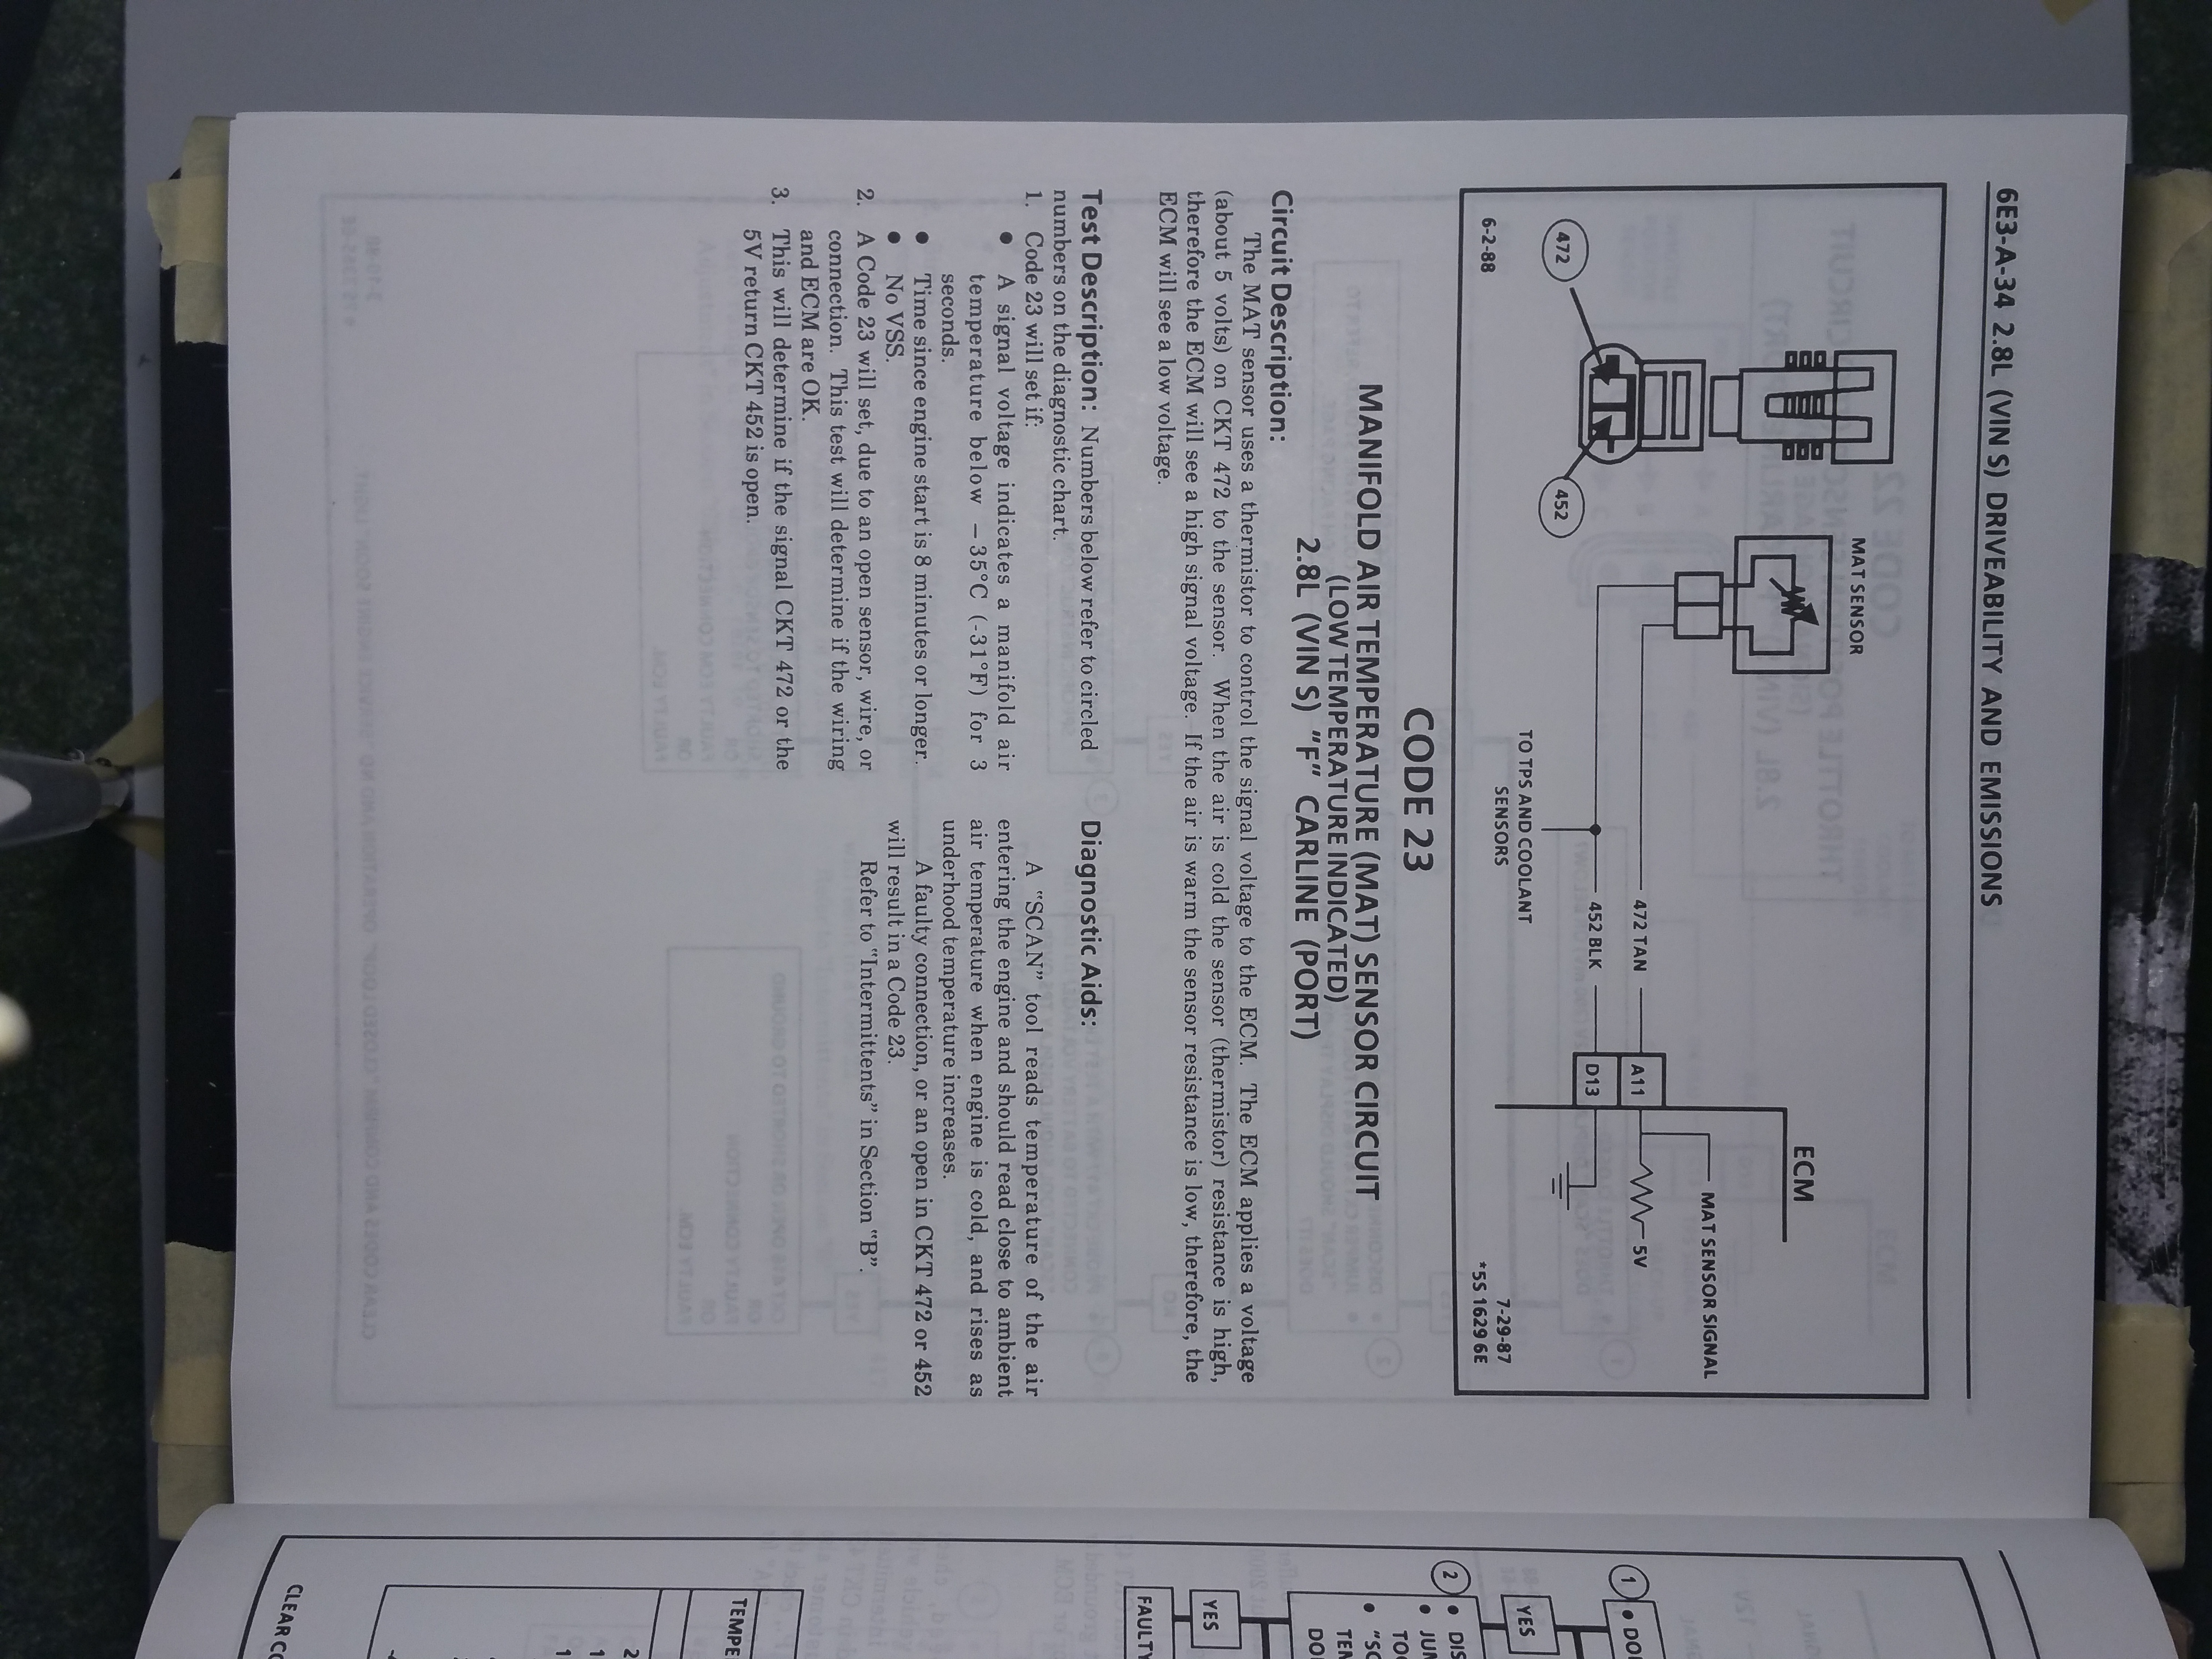 6E3-A-34 2.8L (VIN S) DRIVEABILITY AND EMISSIONS
MAT SENSOR
ECM
MAT SENSOR SIGNAL
472
452
472 TAN
A11
5V
452 BLK
D13
TO TPS AND COOLANT
SENSORS
6-2-88
7-29-87
*5S 1629 6E
CODE 23
MANIFOLD AIR TEMPERATURE (MAT) SENSOR CIRCUIT
(LOW TEMPERATURE INDICATED)
2.8L (VIN S) "F" CARLINE (PORT)
Circuit Description:
The MAT sensor uses a thermistor to control the signal voltage to the ECM. The ECM applies a voltage
(about 5 volts) on CKT 472 to the sensor. When the air is cold the sensor (thermistor) resistance is high,
therefore the ECM will see a high signal voltage. If the air is warm the sensor resistance is low, therefore, the
ECM will see a low voltage.
Test Description: Numbers below refer to circled
numbers on the diagnostic chart.
1. Code 23 will set if:
● A signal voltage indicates a manifold air
temperature below −35°C (-31°F) for 3
seconds.
● Time since engine start is 8 minutes or longer.
● No VSS.
2. A Code 23 will set, due to an open sensor, wire, or
connection. This test will determine if the wiring
and ECM are OK.
3. This will determine if the signal CKT 472 or the
5V return CKT 452 is open.
Diagnostic Aids:
A "SCAN" tool reads temperature of the air
entering the engine and should read close to ambient
air temperature when engine is cold, and rises as
underhood temperature increases.
A faulty connection, or an open in CKT 472 or 452
will result in a Code 23.
Refer to "Intermittents" in Section "B".
1
YES
2
YES
FAULTY